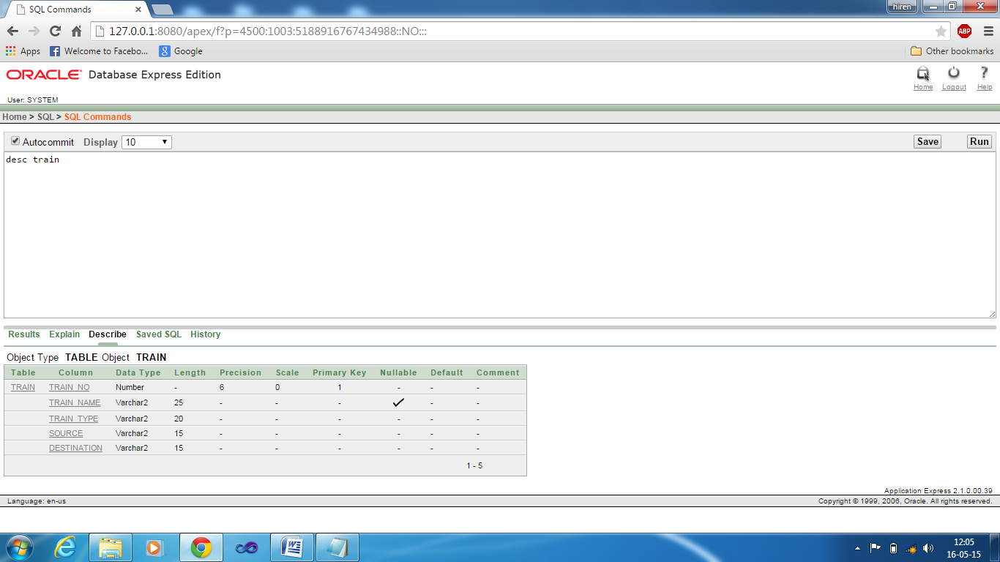 SQL Commands
hiren
127.0.0.1:8080/apex/f?p=4500:1003:5188916767434988::NO:::
ABP
Apps Welcome to Facebo... Google Other bookmarks
ORACLE Database Express Edition
Home Logout Help
User: SYSTEM
Home > SQL > SQL Commands
Autocommit Display 10 Save Run
desc train
Results Explain Describe Saved SQL History
Object Type TABLE Object TRAIN
Table Column Data Type Length Precision Scale Primary Key Nullable Default Comment
TRAIN TRAIN_NO Number - 6 0 1 - - -
TRAIN_NAME Varchar2 25 - - - ✓ - -
TRAIN_TYPE Varchar2 20 - - - - - -
SOURCE Varchar2 15 - - - - - -
DESTINATION Varchar2 15 - - - - - -
1 - 5
Application Express 2.1.0.00.39
Language: en-us Copyright © 1999, 2006, Oracle. All rights reserved.
12:05
16-05-15